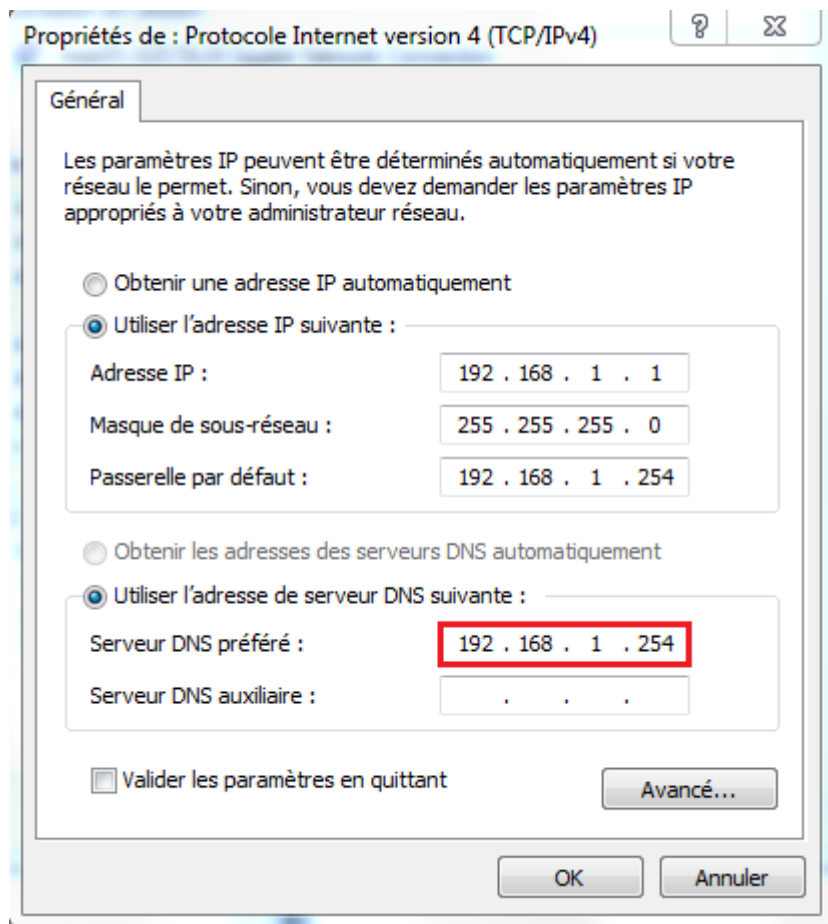 Propriétés de : Protocole Internet version 4 (TCP/IPv4)
Général
Les paramètres IP peuvent être déterminés automatiquement si votre
réseau le permet. Sinon, vous devez demander les paramètres IP
appropriés à votre administrateur réseau.
Obtenir une adresse IP automatiquement
Utiliser l'adresse IP suivante :
Adresse IP : 192 . 168 . 1 . 1
Masque de sous-réseau : 255 . 255 . 255 . 0
Passerelle par défaut : 192 . 168 . 1 . 254
Obtenir les adresses des serveurs DNS automatiquement
Utiliser l'adresse de serveur DNS suivante :
Serveur DNS préféré : 192 . 168 . 1 . 254
Serveur DNS auxiliaire : . . .
Valider les paramètres en quittant
Avancé...
OK Annuler